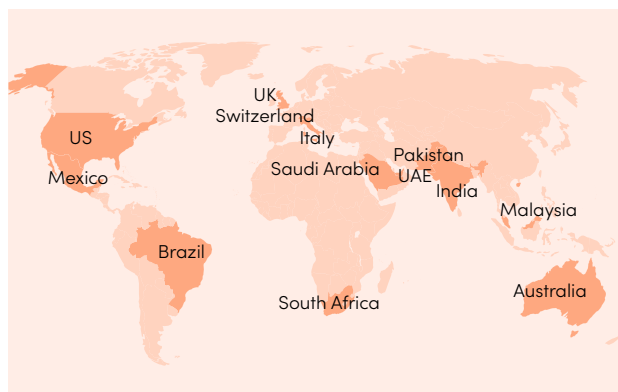 UK
Switzerland
US
Italy
Pakistan
Saudi Arabia
UAE
Mexico
India
Malaysia
Brazil
Australia
South Africa